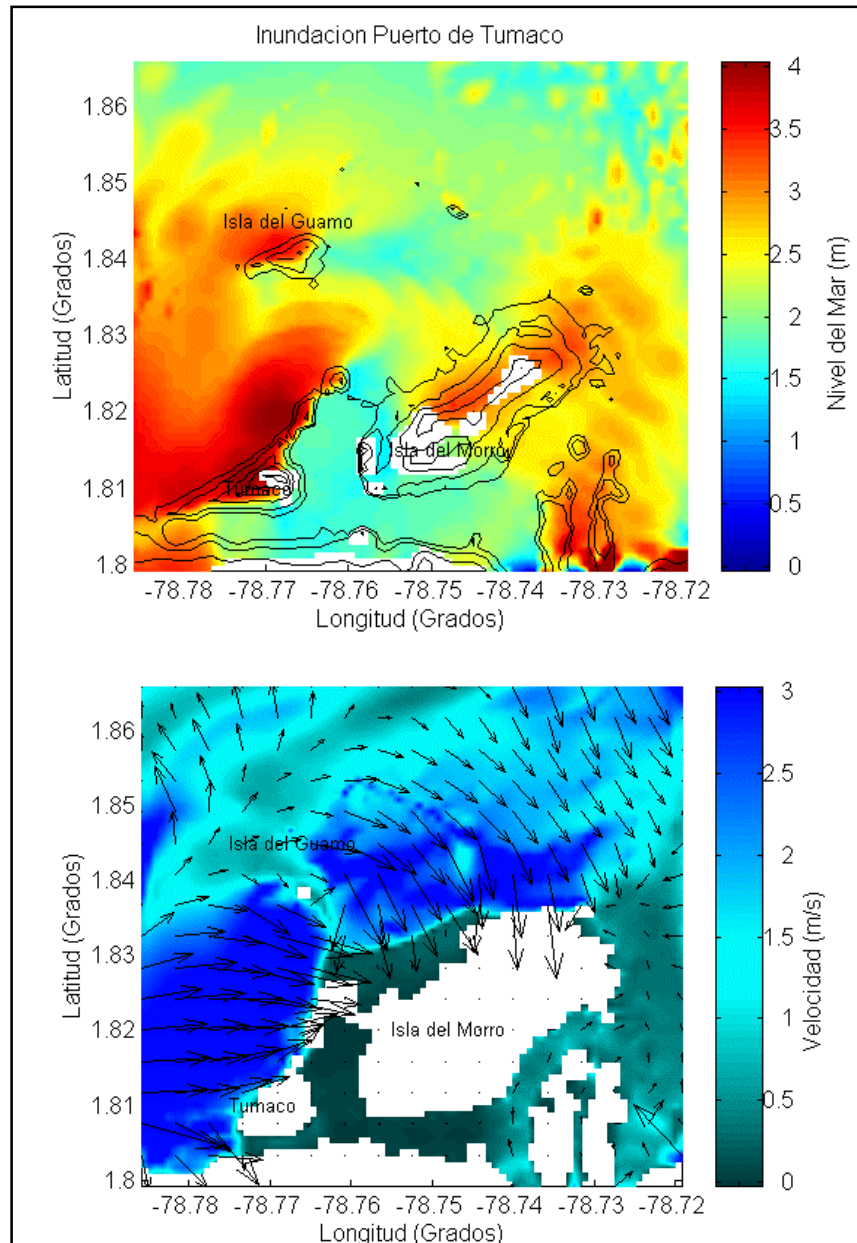 Inundacion Puerto de Tumaco
Latitud (Grados)
1.86
1.85
1.84
1.83
1.82
1.81
1.8
Isla del Guamo
Isla del Morro
Tumaco
-78.78 -78.77 -78.76 -78.75 -78.74 -78.73 -78.72
Longitud (Grados)
4
3.5
3
2.5
2
1.5
1
0.5
0
Nivel del Mar (m)
Latitud (Grados)
1.86
1.85
1.84
1.83
1.82
1.81
1.8
Isla del Guamo
Isla del Morro
Tumaco
-78.78 -78.77 -78.76 -78.75 -78.74 -78.73 -78.72
Longitud (Grados)
3
2.5
2
1.5
1
0.5
0
Velocidad (m/s)